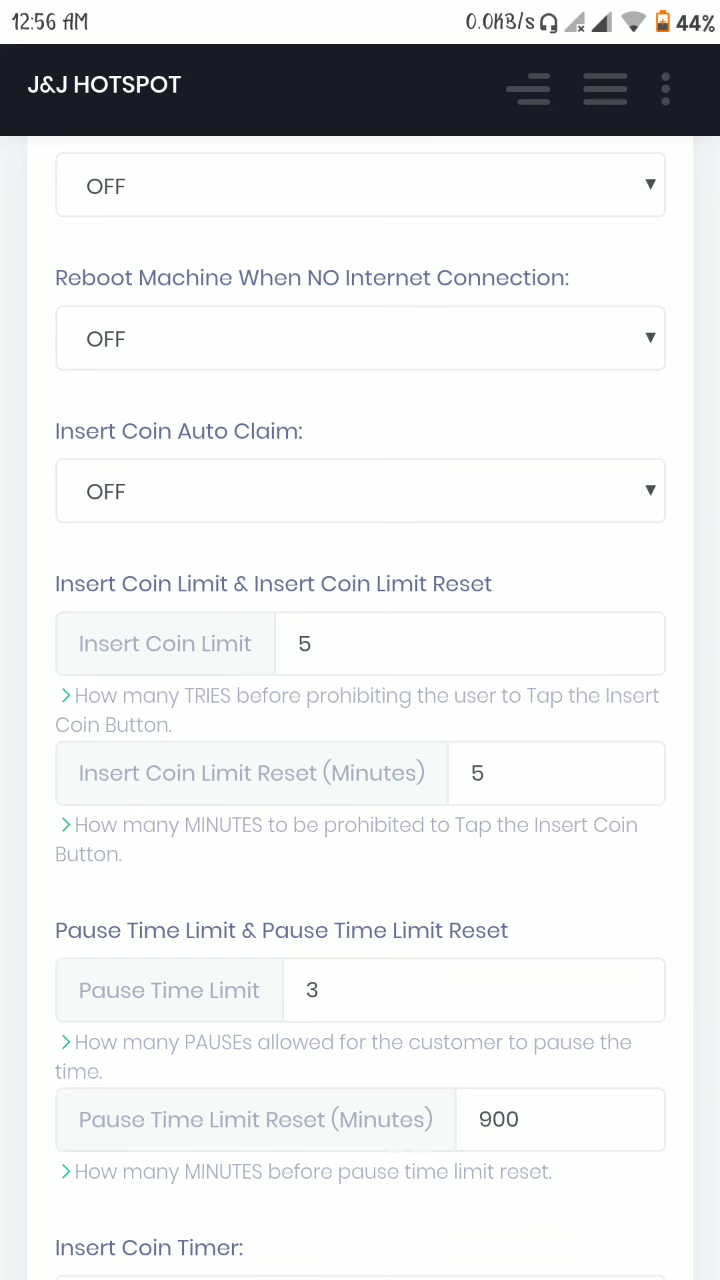 12:56 AM 0.0KB/s 44%
J&J HOTSPOT
OFF
Reboot Machine When NO Internet Connection:
OFF
Insert Coin Auto Claim:
OFF
Insert Coin Limit & Insert Coin Limit Reset
Insert Coin Limit 5
How many TRIES before prohibiting the user to Tap the Insert
Coin Button.
Insert Coin Limit Reset (Minutes) 5
How many MINUTES to be prohibited to Tap the Insert Coin
Button.
Pause Time Limit & Pause Time Limit Reset
Pause Time Limit 3
How many PAUSEs allowed for the customer to pause the
time.
Pause Time Limit Reset (Minutes) 900
How many MINUTES before pause time limit reset.
Insert Coin Timer: